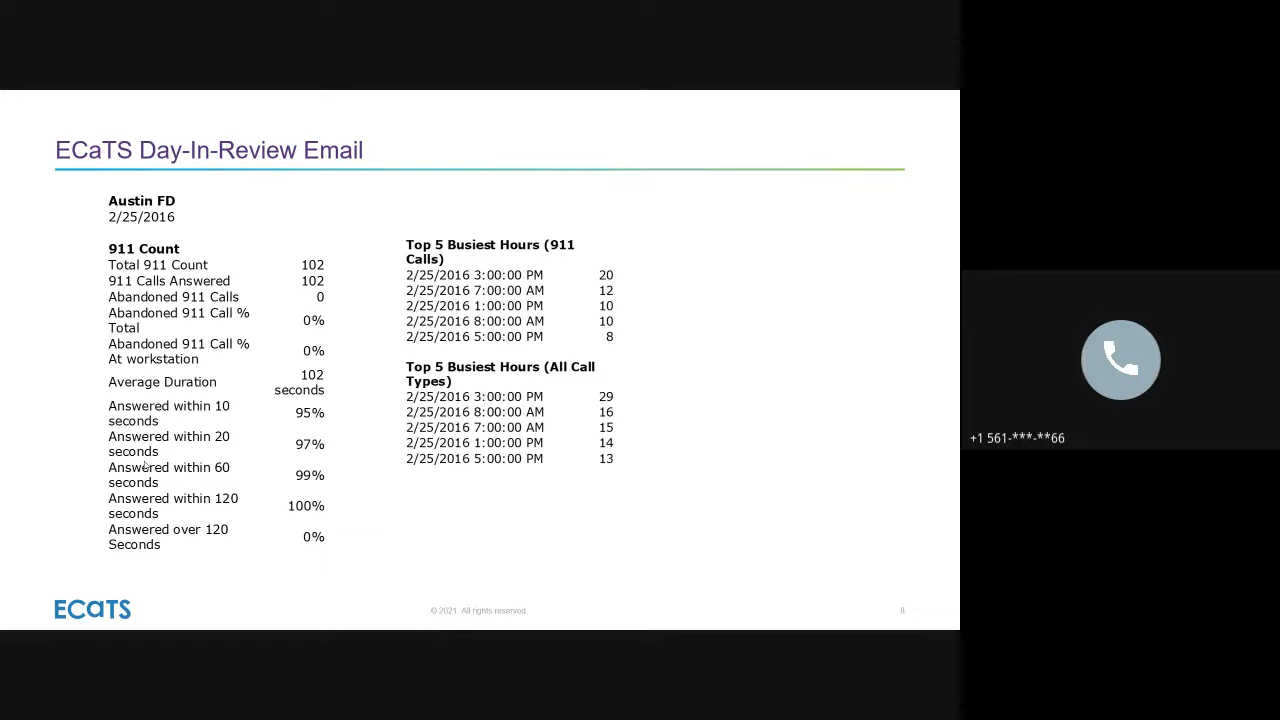 ECaTS Day-In-Review Email
Austin FD
2/25/2016
911 Count
Total 911 Count 102
911 Calls Answered 102
Abandoned 911 Calls 0
Abandoned 911 Call %
Total 0%
Abandoned 911 Call %
At workstation 0%
Average Duration 102
seconds
Answered within 10
seconds 95%
Answered within 20
seconds 97%
Answered within 60
seconds 99%
Answered within 120
seconds 100%
Answered over 120
Seconds 0%
Top 5 Busiest Hours (911
Calls)
2/25/2016 3:00:00 PM 20
2/25/2016 7:00:00 AM 12
2/25/2016 1:00:00 PM 10
2/25/2016 8:00:00 AM 10
2/25/2016 5:00:00 PM 8
Top 5 Busiest Hours (All Call
Types)
2/25/2016 3:00:00 PM 29
2/25/2016 8:00:00 AM 16
2/25/2016 7:00:00 AM 15
2/25/2016 1:00:00 PM 14
2/25/2016 5:00:00 PM 13
ECaTS
© 2021 All rights reserved.
8
+1 561-***-**66